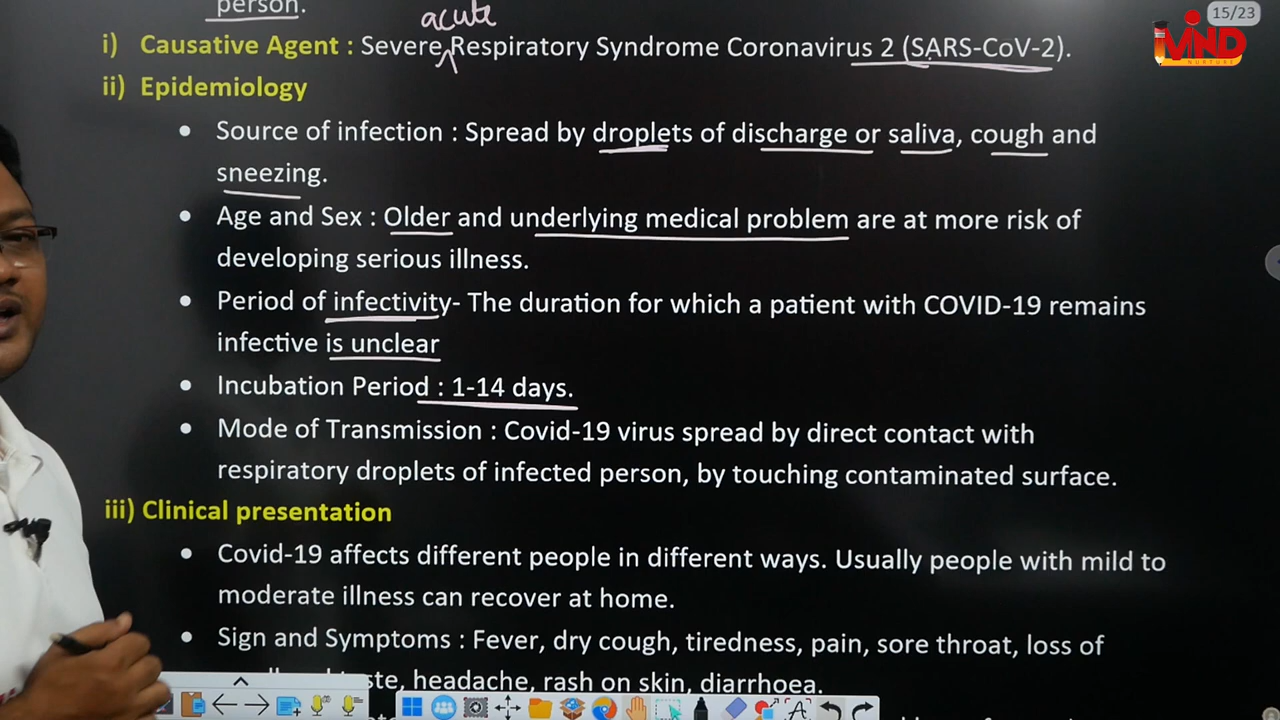 person.
acute
15/23
i) Causative Agent : Severe Respiratory Syndrome Coronavirus 2 (SARS-CoV-2).
MIND
NURTURE
ii) Epidemiology
• Source of infection : Spread by droplets of discharge or saliva, cough and
sneezing.
• Age and Sex : Older and underlying medical problem are at more risk of
developing serious illness.
• Period of infectivity- The duration for which a patient with COVID-19 remains
infective is unclear
• Incubation Period : 1-14 days.
• Mode of Transmission : Covid-19 virus spread by direct contact with
respiratory droplets of infected person, by touching contaminated surface.
iii) Clinical presentation
• Covid-19 affects different people in different ways. Usually people with mild to
moderate illness can recover at home.
• Sign and Symptoms : Fever, dry cough, tiredness, pain, sore throat, loss of
headache, rash on skin, diarrhoea.